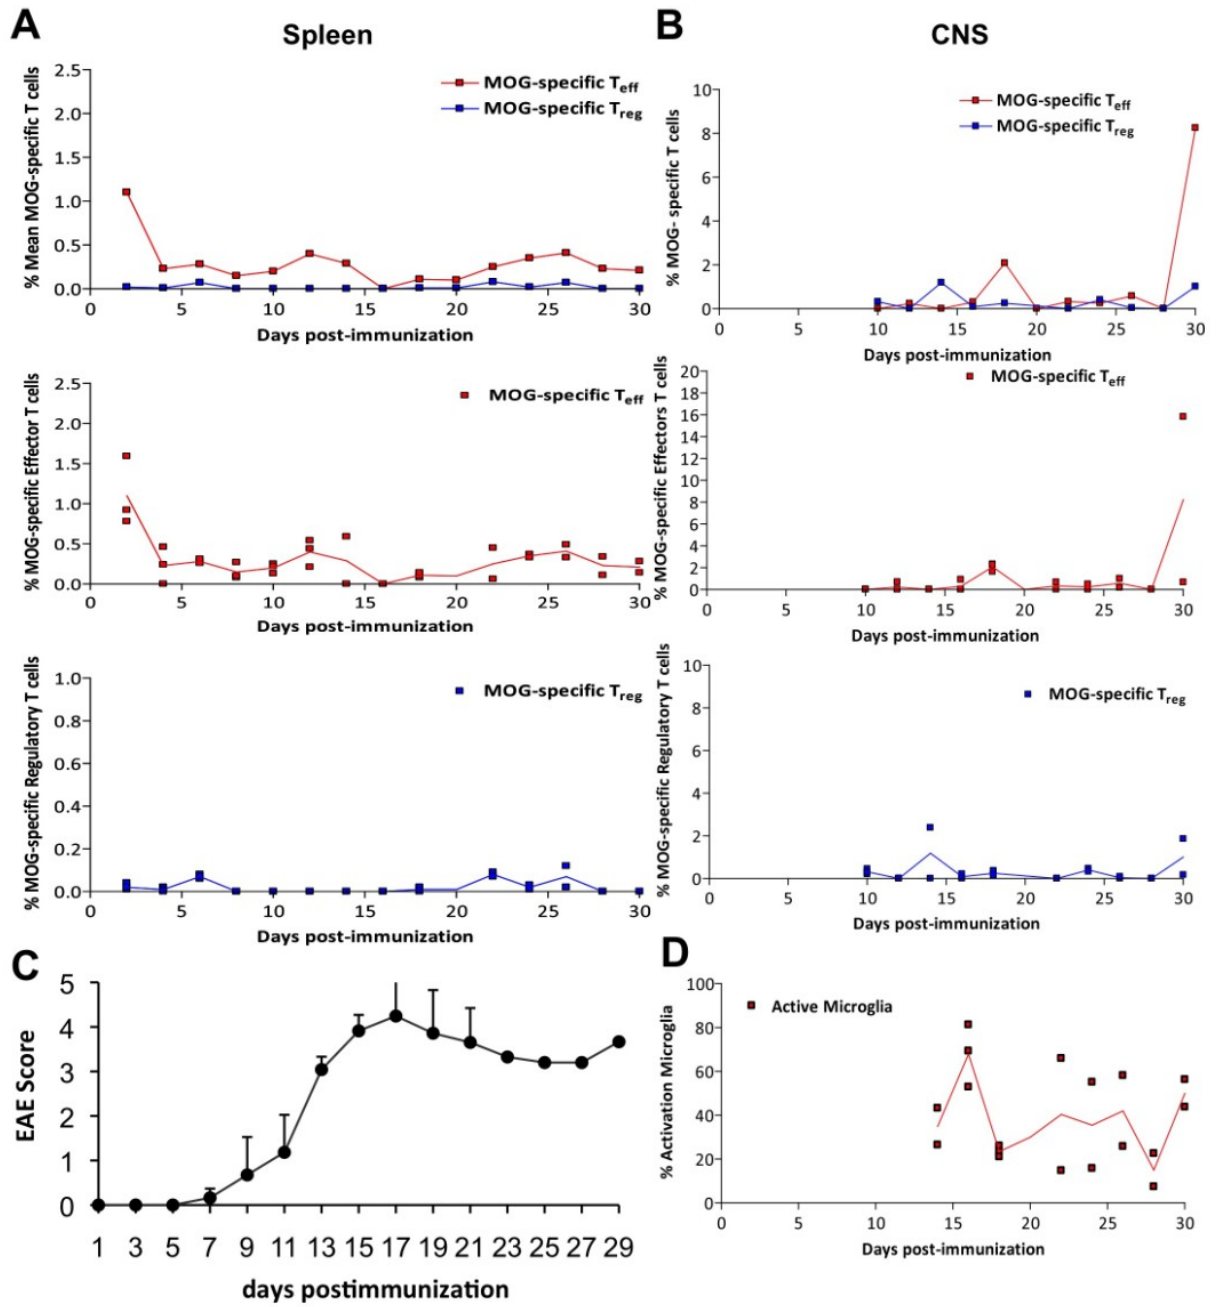 A
Spleen
% Mean MOG-specific T cells
2.5
2.0
1.5
1.0
0.5
0.0
MOG-specific Teff
MOG-specific Treg
0 5 10 15 20 25 30
Days post-immunization
% MOG-specific Effector T cells
2.5
2.0
1.5
1.0
0.5
0.0
MOG-specific Teff
0 5 10 15 20 25 30
Days post-immunization
% MOG-specific Regulatory T cells
1.0
0.8
0.6
0.4
0.2
0.0
MOG-specific Treg
0 5 10 15 20 25 30
Days post-immunization
B
CNS
% MOG- specific T cells
10
8
6
4
2
0
MOG-specific Teff
MOG-specific Treg
0 5 10 15 20 25 30
Days post-immunization
% MOG-specific Effectors T cells
20
18
16
14
12
10
8
6
4
2
0
MOG-specific Teff
0 5 10 15 20 25 30
Days post-immunization
% MOG-specific Regulatory T cells
10
8
6
4
2
0
MOG-specific Treg
0 5 10 15 20 25 30
Days post-immunization
C
EAE Score
5
4
3
2
1
0
1 3 5 7 9 11 13 15 17 19 21 23 25 27 29
days postimmunization
D
% Activation Microglia
100
80
60
40
20
0
Active Microglia
0 5 10 15 20 25 30
Days post-immunization